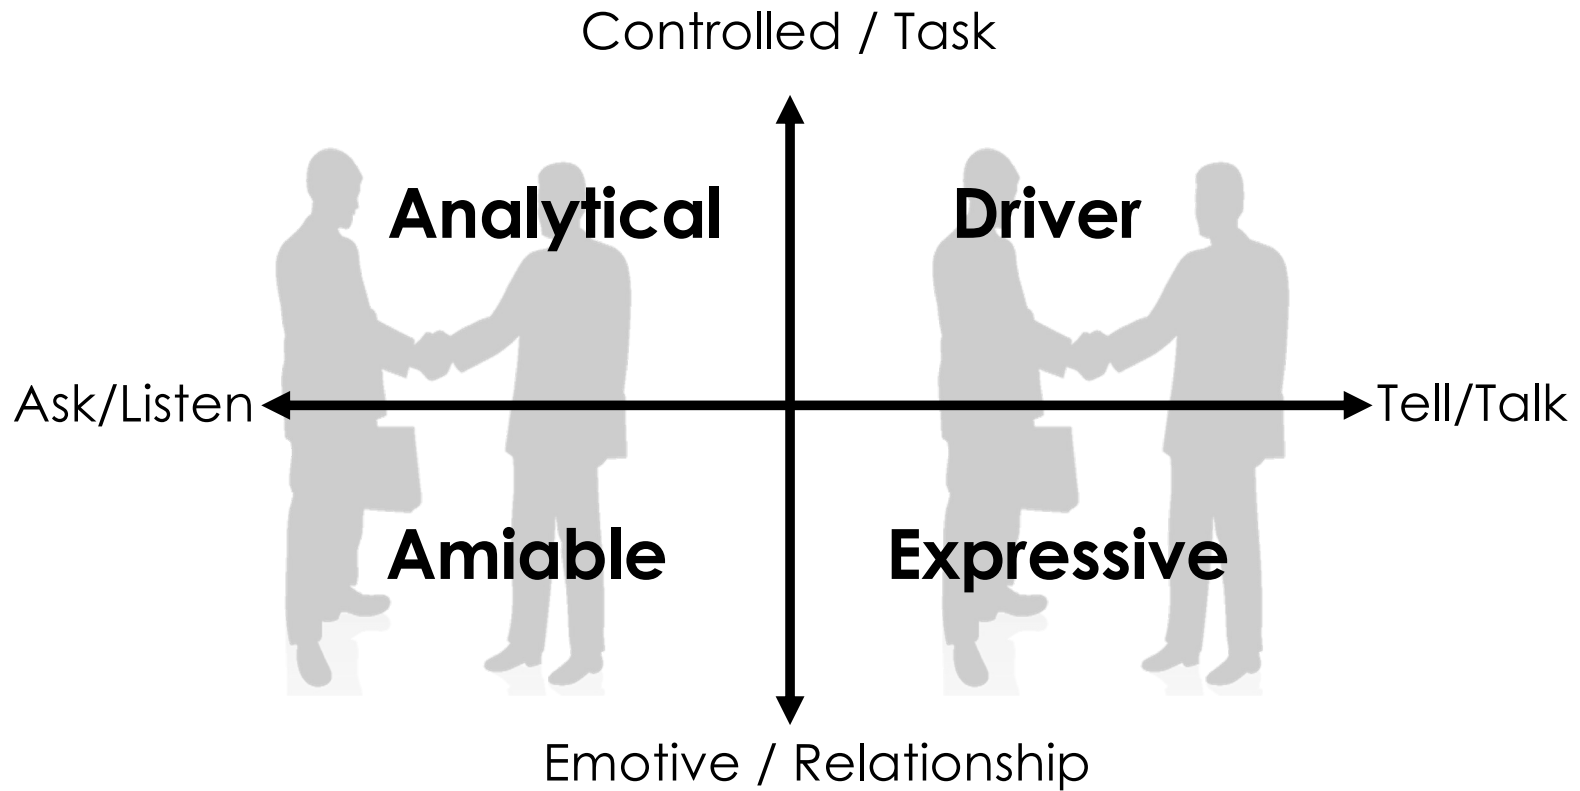 Controlled / Task
Analytical
Driver
Ask/Listen
Tell/Talk
Amiable
Expressive
Emotive / Relationship